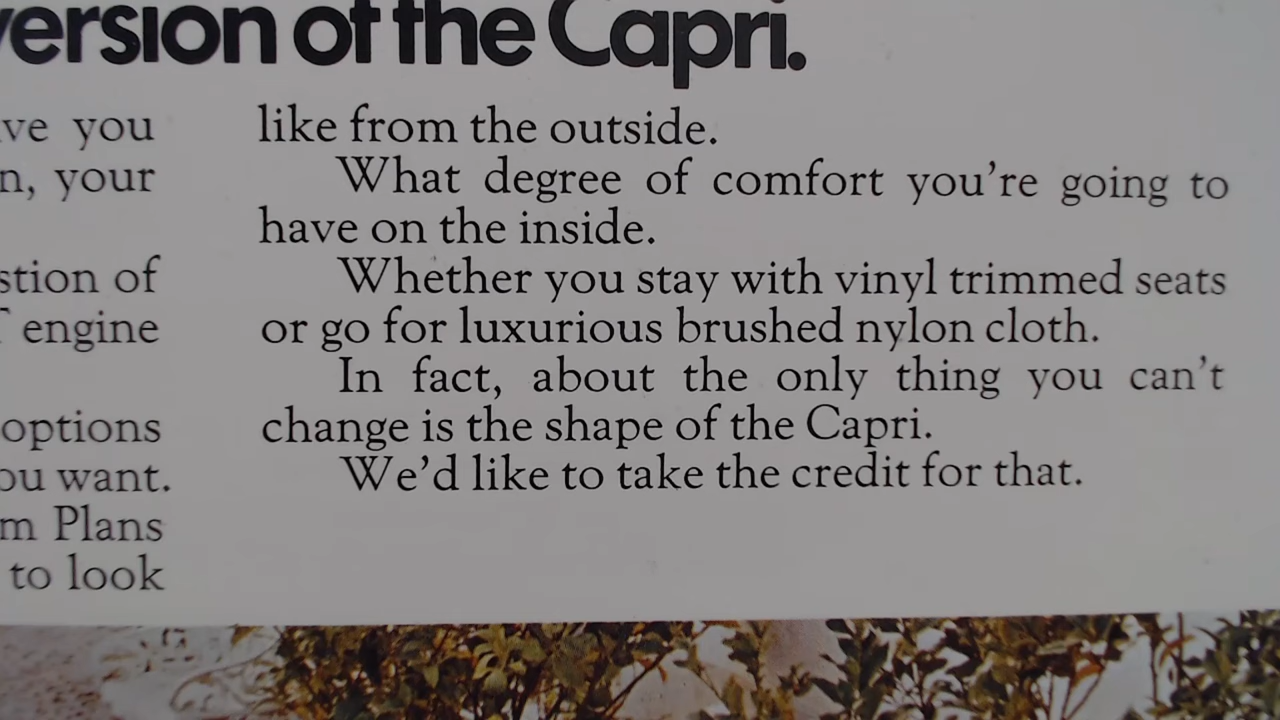 version of the Capri.
you
your
of
engine
options
want.
Plans
to look
like from the outside.
What degree of comfort you're going to
have on the inside.
Whether you stay with vinyl trimmed seats
or go for luxurious brushed nylon cloth.
In fact, about the only thing you can't
change is the shape of the Capri.
We'd like to take the credit for that.